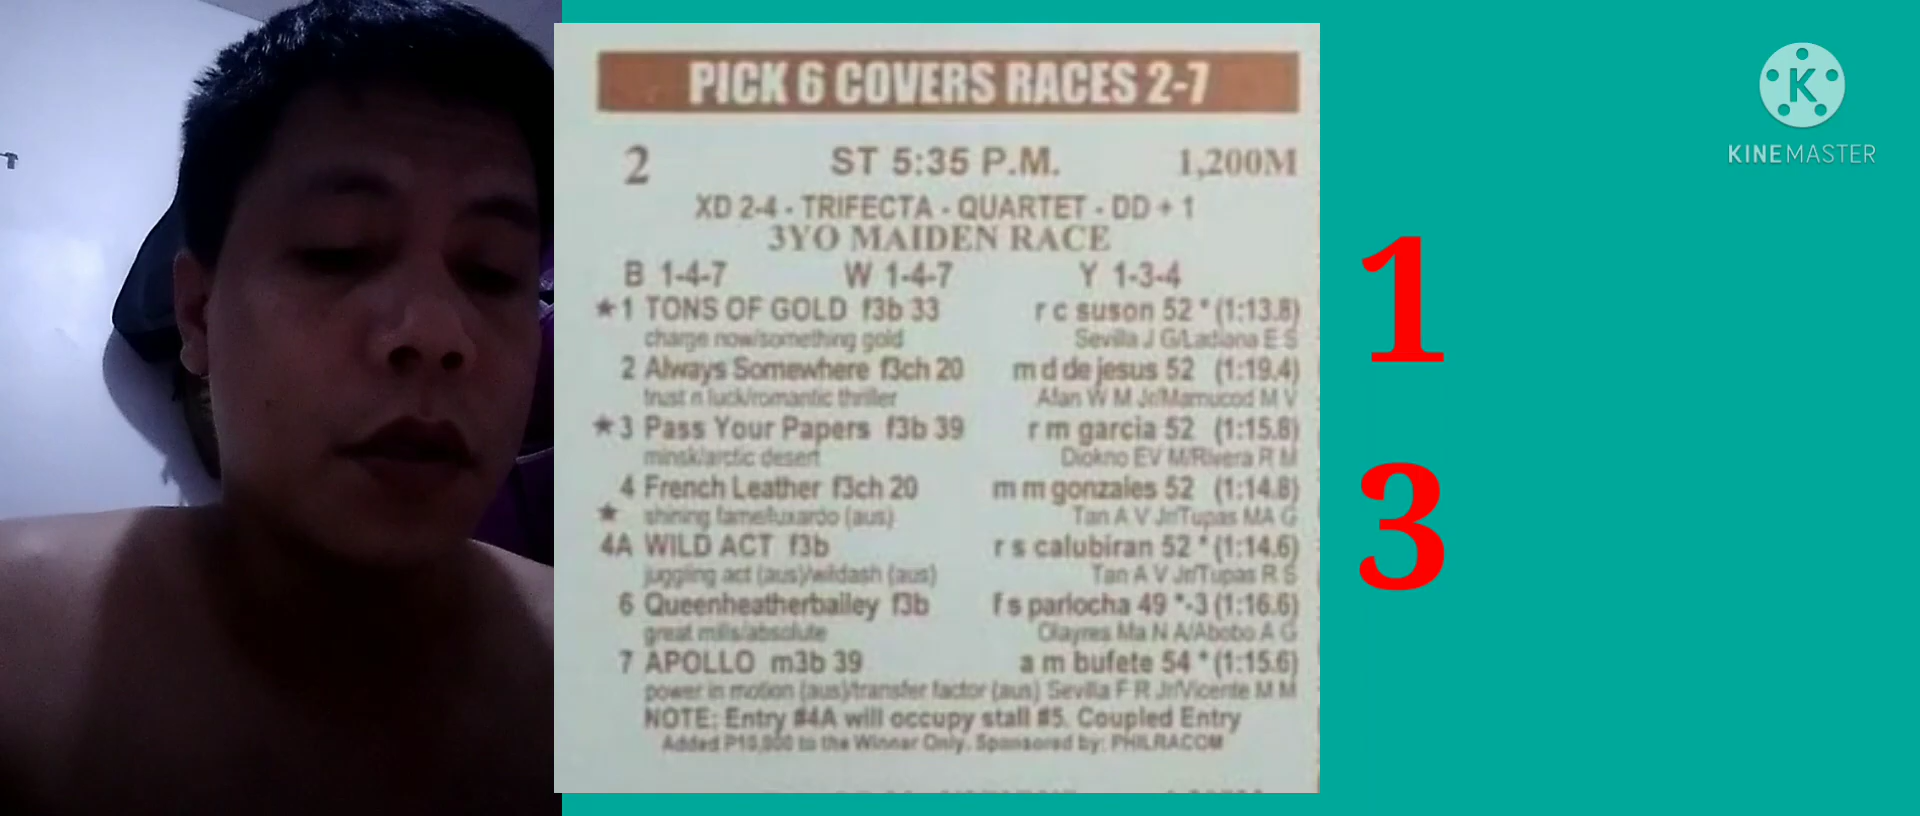 PICK 6 COVERS RACES 2-7
2 ST 5:35 P.M. 1,200M
XD 2-4 - TRIFECTA - QUARTET - DD + 1
3YO MAIDEN RACE
B 1-4-7 W 1-4-7 Y 1-3-4
★1 TONS OF GOLD f3b 33 r c suson 52 * (1:13.8)
charge now/something gold Sevilla J G/Ladiana E S
2 Always Somewhere f3ch 20 m d de jesus 52 (1:19.4)
trust n luck/romantic thriller Afan W M Jr/Mamucod M V
★3 Pass Your Papers f3b 39 r m garcia 52 (1:15.8)
minsk/arctic desert Diokno EV M/Rivera R M
4 French Leather f3ch 20 m m gonzales 52 (1:14.8)
★ shining fame/luxardo (aus) Tan A V Jr/Tupas MA G
4A WILD ACT f3b r s calubiran 52 * (1:14.6)
juggling act (aus)/wildash (aus) Tan A V Jr/Tupas R S
6 Queenheatherbailey f3b f s parlocha 49 *-3 (1:16.6)
great mills/absolute Olayres Ma N A/Abobo A G
7 APOLLO m3b 39 a m bufete 54 * (1:15.6)
power in motion (aus)/transfer factor (aus) Sevilla F R Jr/Vicente M M
NOTE: Entry #4A will occupy stall #5. Coupled Entry
Added P10,000 to the Winner Only. Sponsored by: PHILRACOM
1
3
K
KINEMASTER